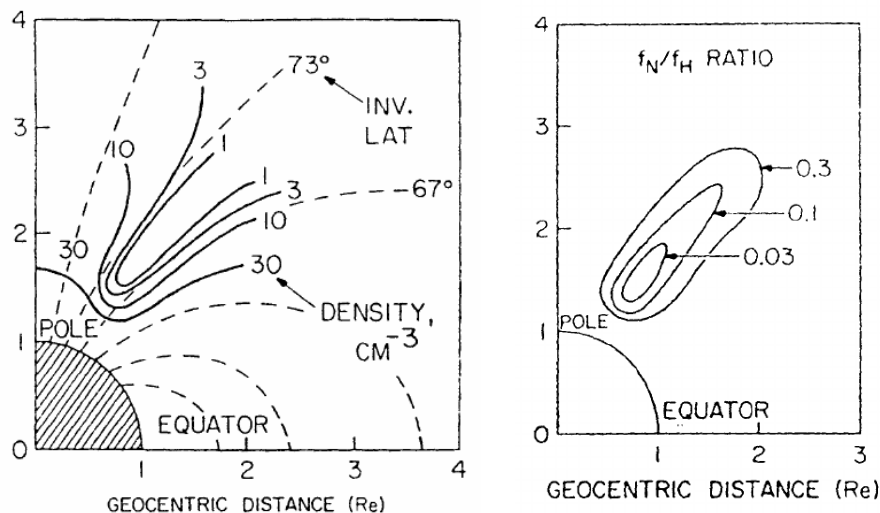 4
3
2
1
0
3
73°
INV.
LAT
10
1
1
3
-67°
10
30
30
DENSITY,
CM-3
POLE
EQUATOR
1
2
3
4
GEOCENTRIC DISTANCE (Re)
4
3
2
1
0
fN/fH RATIO
0.3
0.1
0.03
POLE
EQUATOR
1
2
3
GEOCENTRIC DISTANCE (Re)